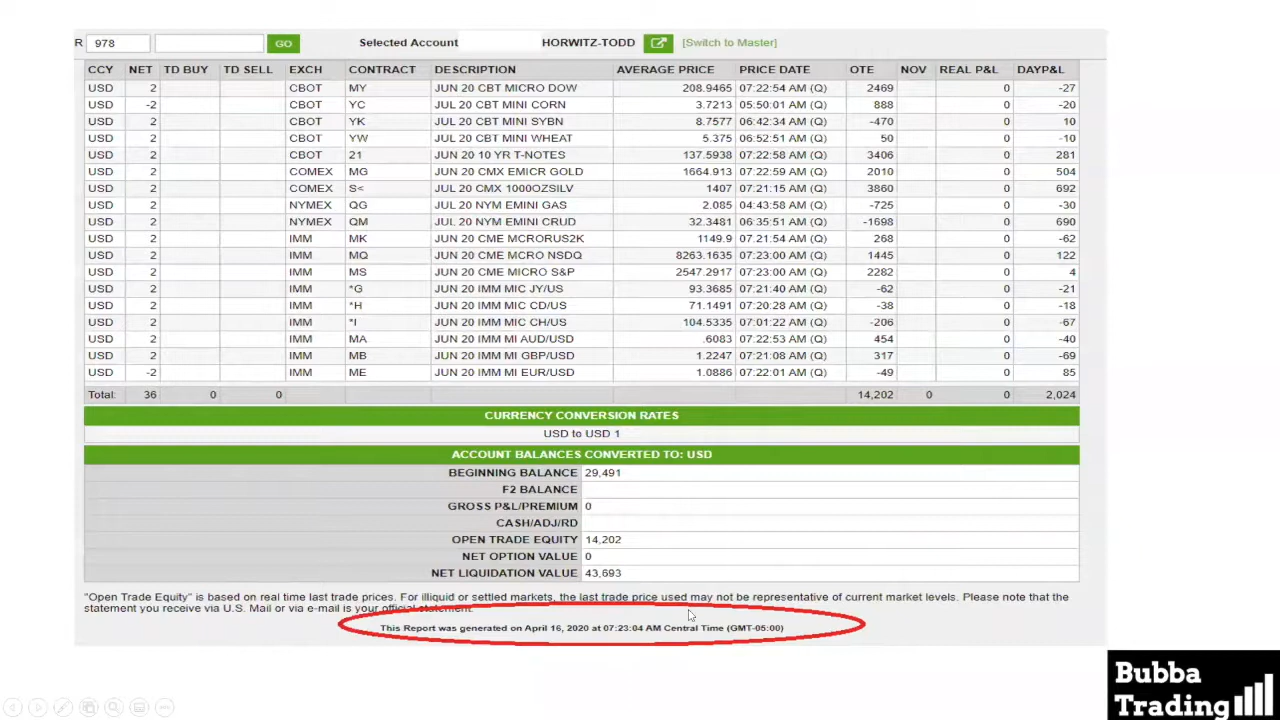 R 978 GO Selected Account HORWITZ-TODD [Switch to Master]
CCY NET TD BUY TD SELL EXCH CONTRACT DESCRIPTION AVERAGE PRICE PRICE DATE OTE NOV REAL P&L DAYP&L
USD 2 CBOT MY JUN 20 CBT MICRO DOW 208.9465 07:22:54 AM (Q) 2469 0 -27
USD -2 CBOT YC JUL 20 CBT MINI CORN 3.7213 05:50:01 AM (Q) 888 0 -20
USD 2 CBOT YK JUL 20 CBT MINI SYBN 8.7577 06:42:34 AM (Q) -470 0 10
USD 2 CBOT YW JUL 20 CBT MINI WHEAT 5.375 06:52:51 AM (Q) 50 0 -10
USD 2 CBOT 21 JUN 20 10 YR T-NOTES 137.5938 07:22:58 AM (Q) 3406 0 281
USD 2 COMEX MG JUN 20 CMX EMICR GOLD 1664.913 07:22:59 AM (Q) 2010 0 504
USD 2 COMEX S< JUL 20 CMX 1000OZSILV 1407 07:21:15 AM (Q) 3860 0 692
USD 2 NYMEX QG JUL 20 NYM EMINI GAS 2.085 04:43:58 AM (Q) -725 0 -30
USD 2 NYMEX QM JUL 20 NYM EMINI CRUD 32.3481 06:35:51 AM (Q) -1698 0 690
USD 2 IMM MK JUN 20 CME MCRORUS2K 1149.9 07:21:54 AM (Q) 268 0 -62
USD 2 IMM MQ JUN 20 CME MCRO NSDQ 8263.1635 07:23:00 AM (Q) 1445 0 122
USD 2 IMM MS JUN 20 CME MICRO S&P 2547.2917 07:23:00 AM (Q) 2282 0 4
USD 2 IMM *G JUN 20 IMM MIC JY/US 93.3685 07:21:40 AM (Q) -62 0 -21
USD 2 IMM *H JUN 20 IMM MIC CD/US 71.1491 07:20:28 AM (Q) -38 0 -18
USD 2 IMM *I JUN 20 IMM MIC CH/US 104.5335 07:01:22 AM (Q) -206 0 -67
USD 2 IMM MA JUN 20 IMM MI AUD/USD .6083 07:22:53 AM (Q) 454 0 -40
USD 2 IMM MB JUN 20 IMM MI GBP/USD 1.2247 07:21:08 AM (Q) 317 0 -69
USD -2 IMM ME JUN 20 IMM MI EUR/USD 1.0886 07:22:01 AM (Q) -49 0 85
Total: 36 0 0 14,202 0 0 2,024
CURRENCY CONVERSION RATES
USD to USD 1
ACCOUNT BALANCES CONVERTED TO: USD
BEGINNING BALANCE 29,491
F2 BALANCE
GROSS P&L/PREMIUM 0
CASH/ADJ/RD
OPEN TRADE EQUITY 14,202
NET OPTION VALUE 0
NET LIQUIDATION VALUE 43,693
"Open Trade Equity" is based on real time last trade prices. For illiquid or settled markets, the last trade price used may not be representative of current market levels. Please note that the
statement you receive via U.S. Mail or via e-mail is your official statement.
This Report was generated on April 16, 2020 at 07:23:04 AM Central Time (GMT-05:00)
Bubba
Trading